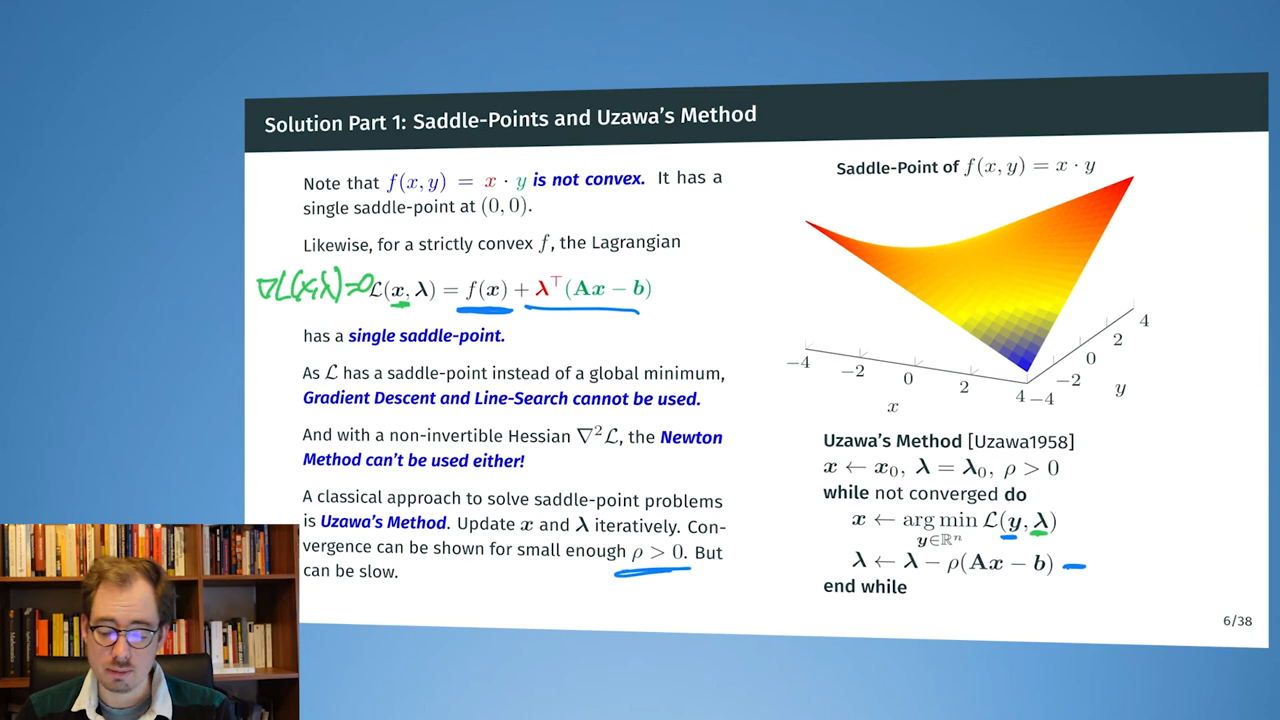 Solution Part 1: Saddle-Points and Uzawa's Method
Note that f(x, y) = x · y is not convex. It has a
single saddle-point at (0, 0).
Likewise, for a strictly convex f, the Lagrangian
∇L(x,λ)=0
ℒ(x, λ) = f(x) + λ⊤(Ax − b)
has a single saddle-point.
As ℒ has a saddle-point instead of a global minimum,
Gradient Descent and Line-Search cannot be used.
And with a non-invertible Hessian ∇²ℒ, the Newton
Method can't be used either!
A classical approach to solve saddle-point problems
is Uzawa's Method. Update x and λ iteratively. Con-
vergence can be shown for small enough ρ > 0. But
can be slow.
Saddle-Point of f(x, y) = x · y
−4 −2 0 2 4
x
−4 −2 0 2 4
y
Uzawa's Method [Uzawa1958]
x ← x₀, λ = λ₀, ρ > 0
while not converged do
x ← arg min ℒ(y, λ)
y∈ℝⁿ
λ ← λ − ρ(Ax − b)
end while
6/38